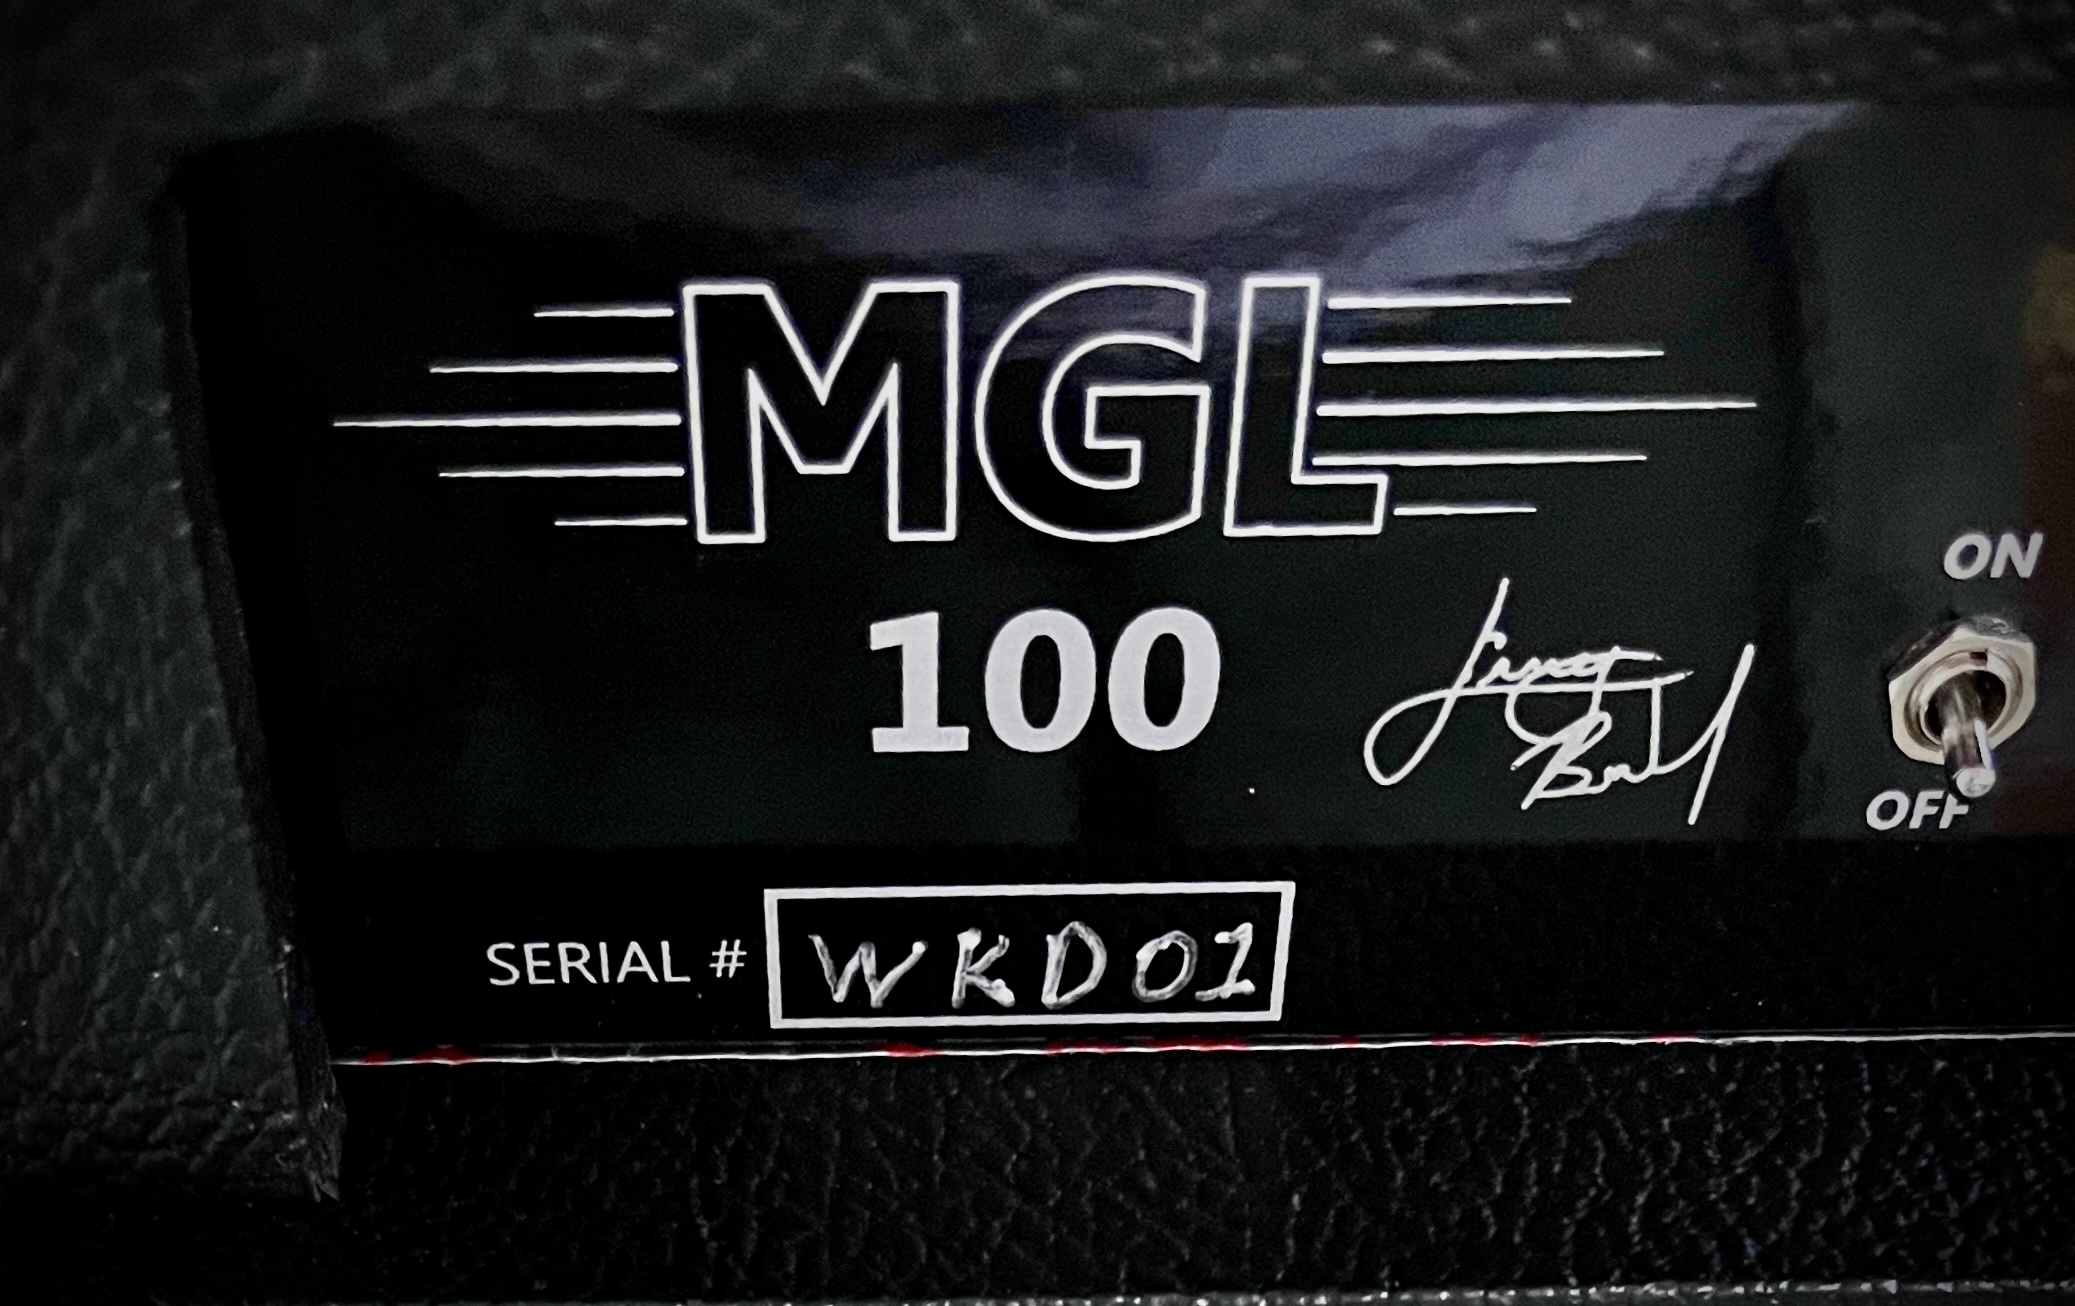 MGL
100
ON
OFF
SERIAL # WKD01